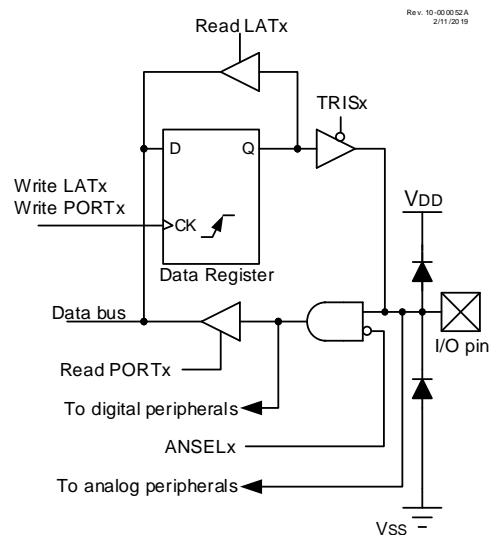 Rev. 10-000052A
2/11/2019
Read LATx
TRISx
D
Q
Write LATx
Write PORTx
CK
VDD
Data Register
Data bus
I/O pin
Read PORTx
To digital peripherals
ANSELx
To analog peripherals
VSS